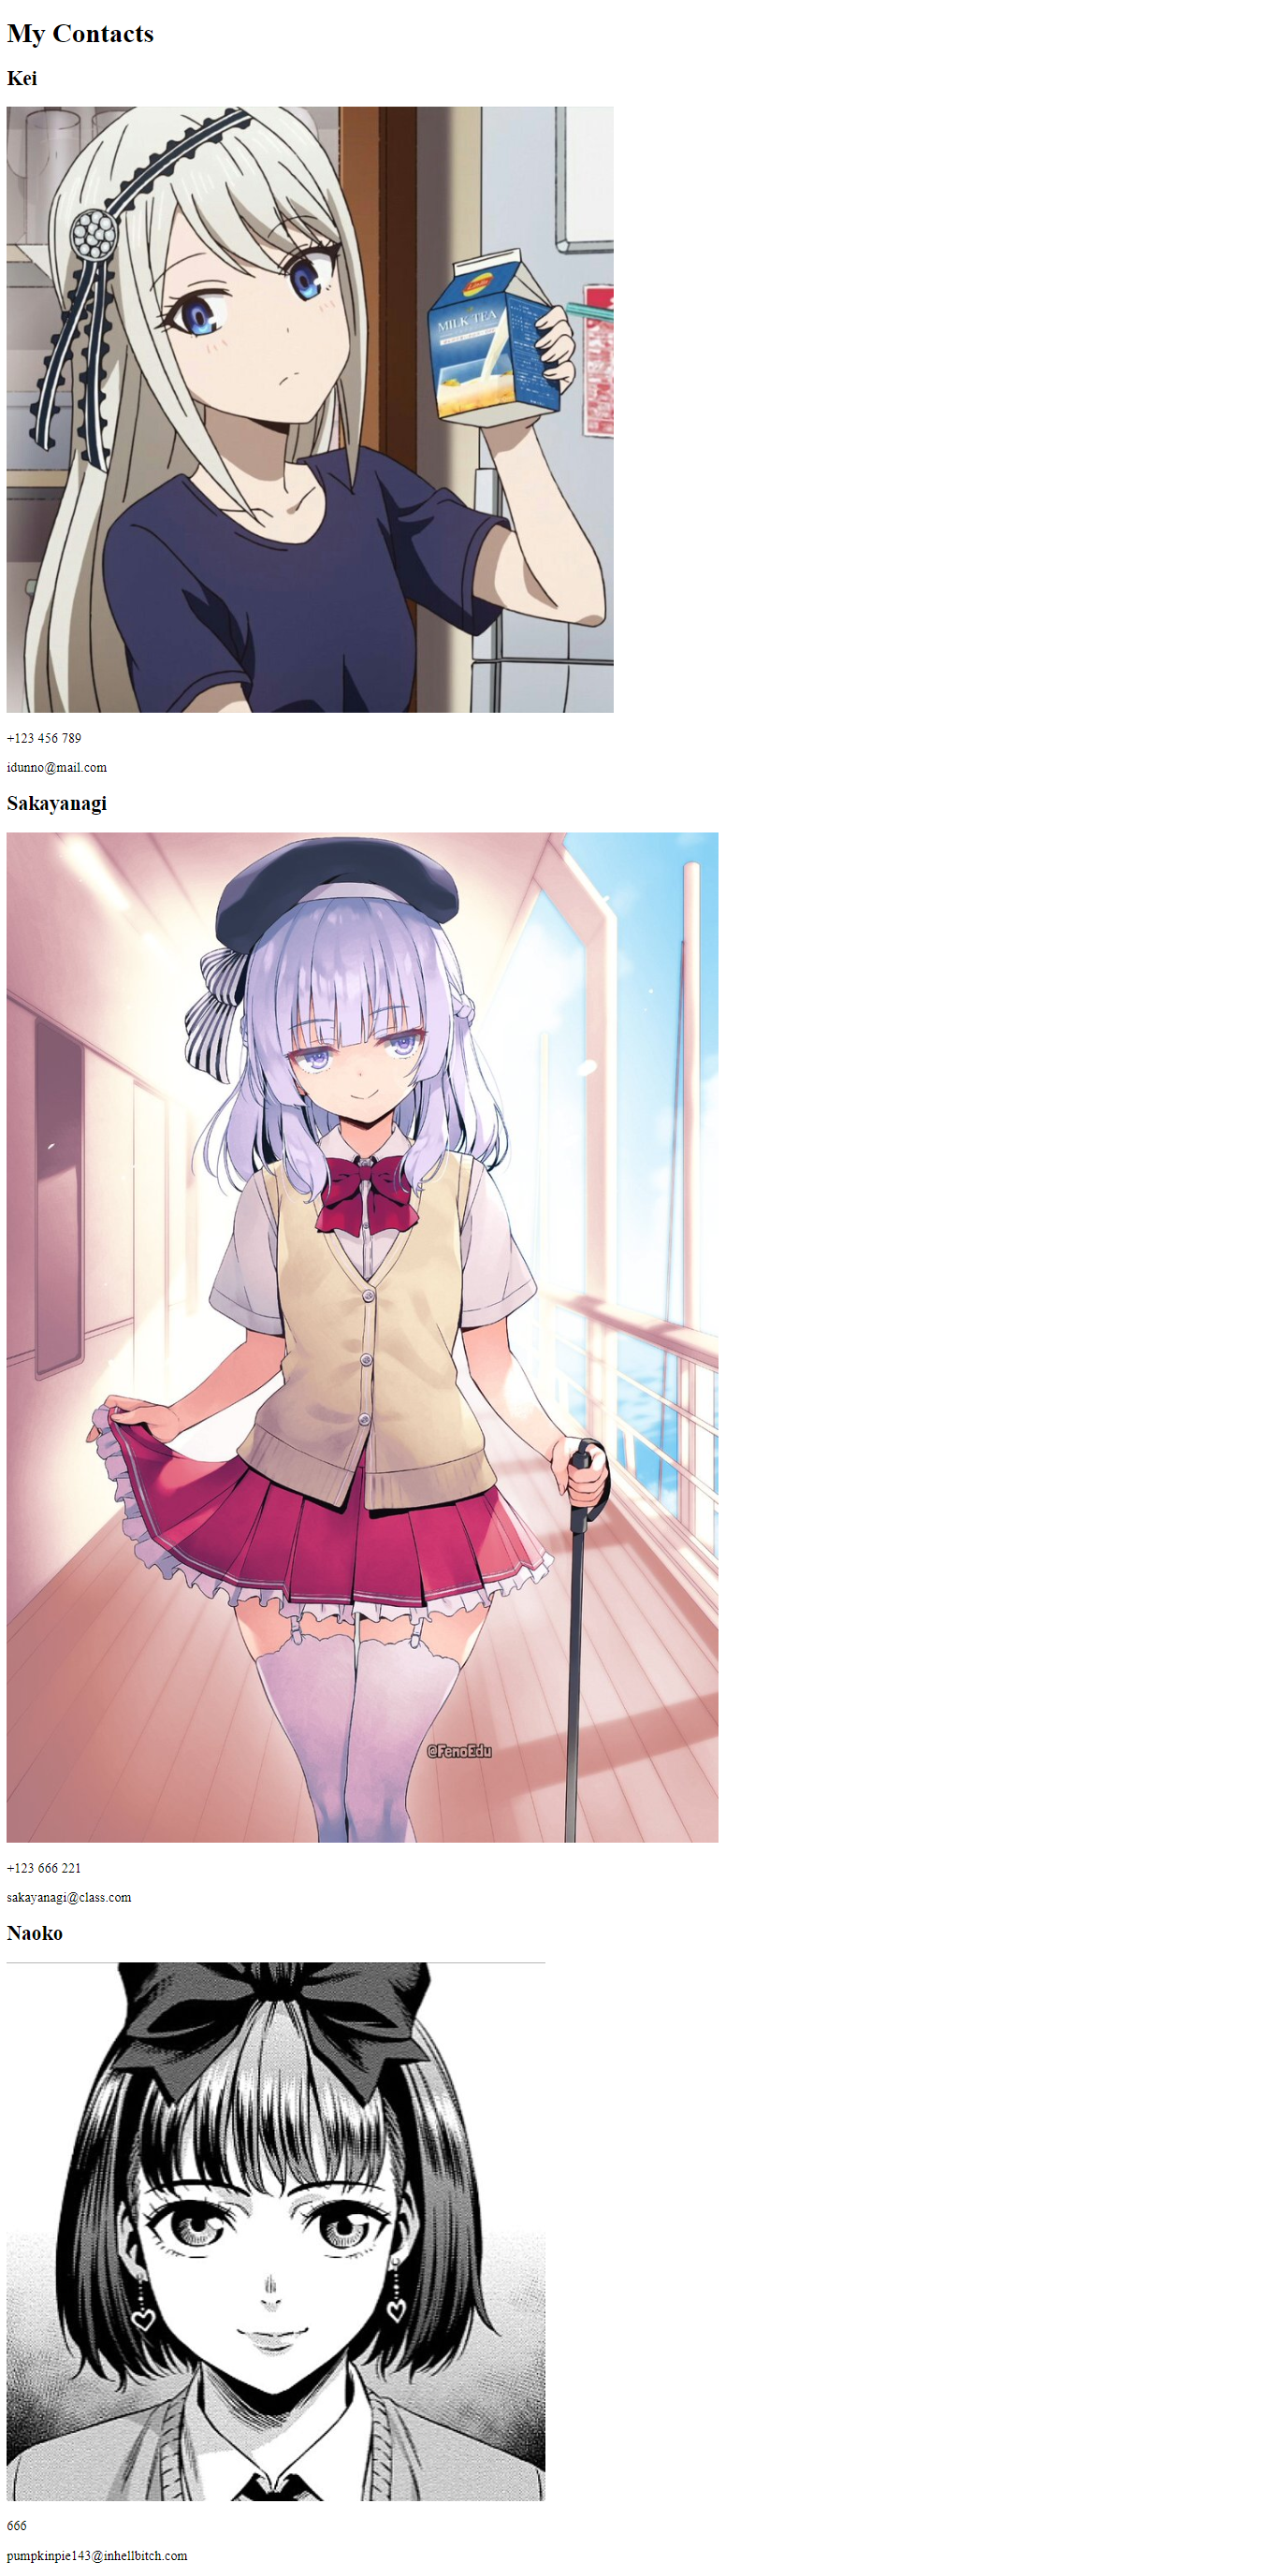 My Contacts
Kei
MILK TEA
+123 456 789
idunno@mail.com
Sakayanagi
@FenoEdu
+123 666 221
sakayanagi@class.com
Naoko
666
pumpkinpie143@inhellbitch.com